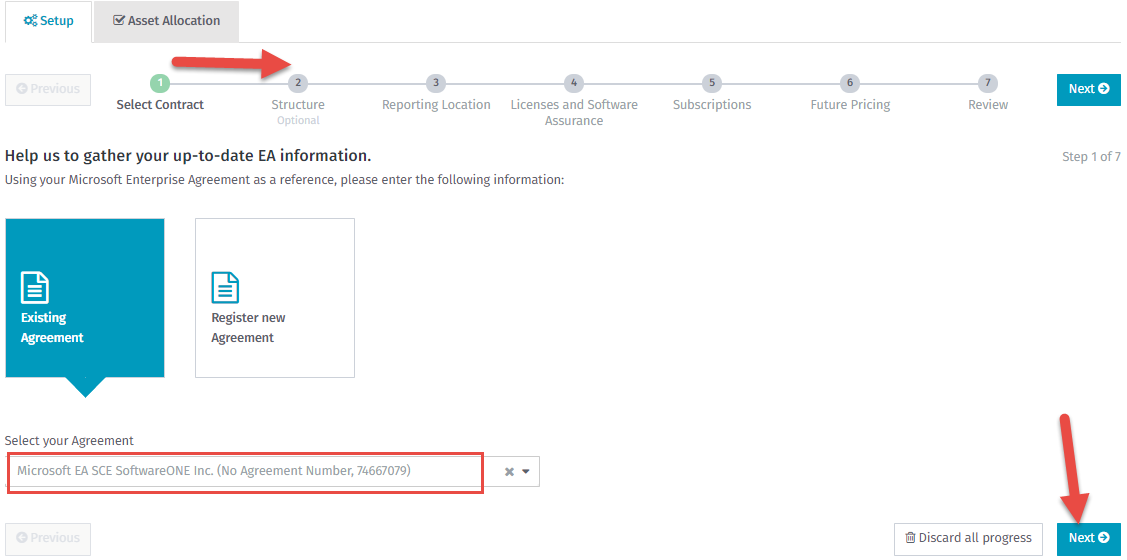 Setup
Asset Allocation
Previous
1
2
3
4
5
6
7
Next
Select Contract
Structure
Reporting Location
Licenses and Software
Subscriptions
Future Pricing
Review
Optional
Assurance
Help us to gather your up-to-date EA information.
Step 1 of 7
Using your Microsoft Enterprise Agreement as a reference, please enter the following information:
Existing
Agreement
Register new
Agreement
Select your Agreement
Microsoft EA SCE SoftwareONE Inc. (No Agreement Number, 74667079)
Previous
Discard all progress
Next